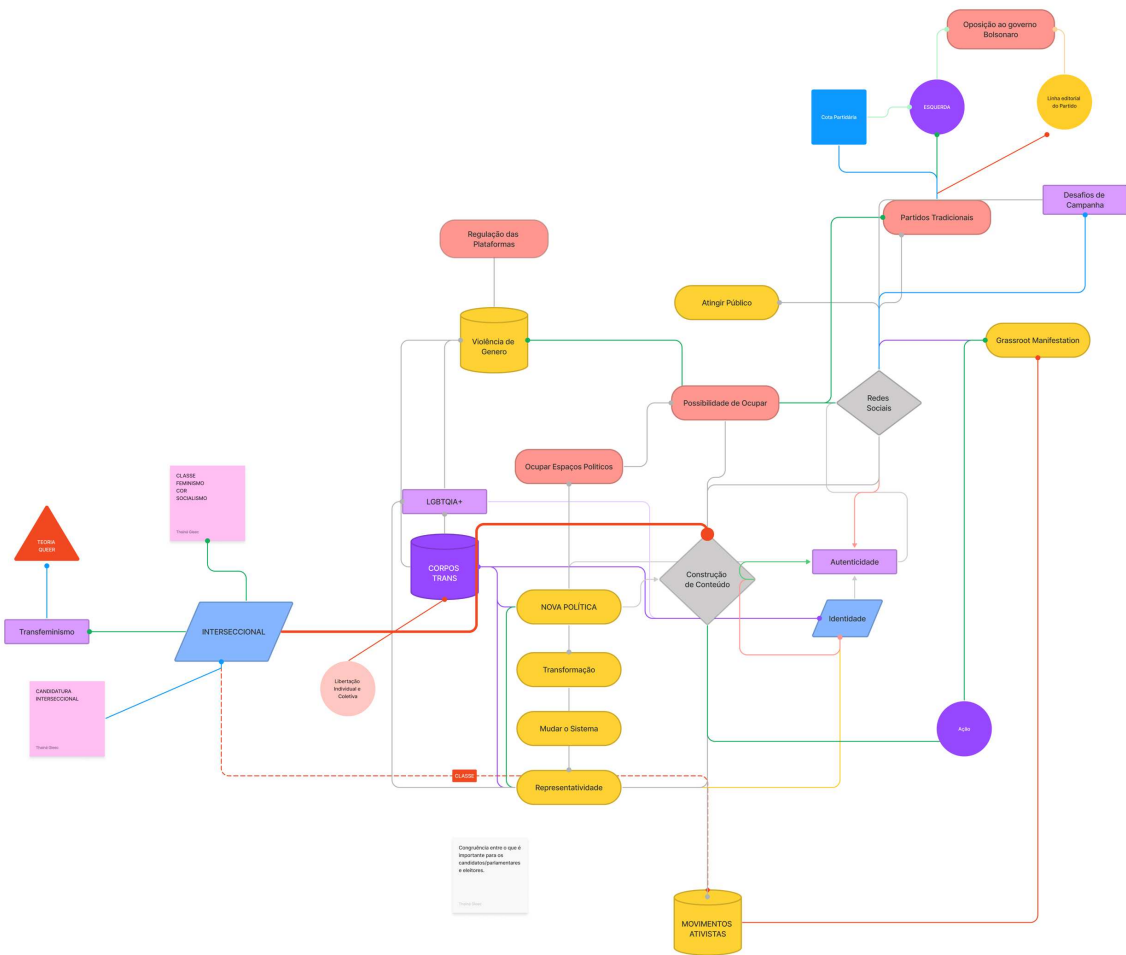 Oposição ao governo
Bolsonaro
Cota Partidária
ESQUERDA
Linha editorial
do Partido
Desafios de
Campanha
Partidos Tradicionais
Regulação das
Plataformas
Atingir Público
Violência de
Genero
Grassroot Manifestation
Possibilidade de Ocupar
Redes
Sociais
Ocupar Espaços Politicos
CLASSE
FEMINISMO
COR
SOCIALISMO
LGBTQIA+
TEORIA
QUEER
CORPOS
TRANS
Construção
de Conteúdo
Autenticidade
NOVA POLÍTICA
Identidade
Transfeminismo
INTERSECCIONAL
Transformação
Libertação
Individual e
Coletiva
CANDIDATURA
INTERSECCIONAL
Mudar o Sistema
Ação
CLASSE
Representatividade
Congruência entre o que é
importante para os
candidatos/parlamentares
e eleitores.
MOVIMENTOS
ATIVISTAS